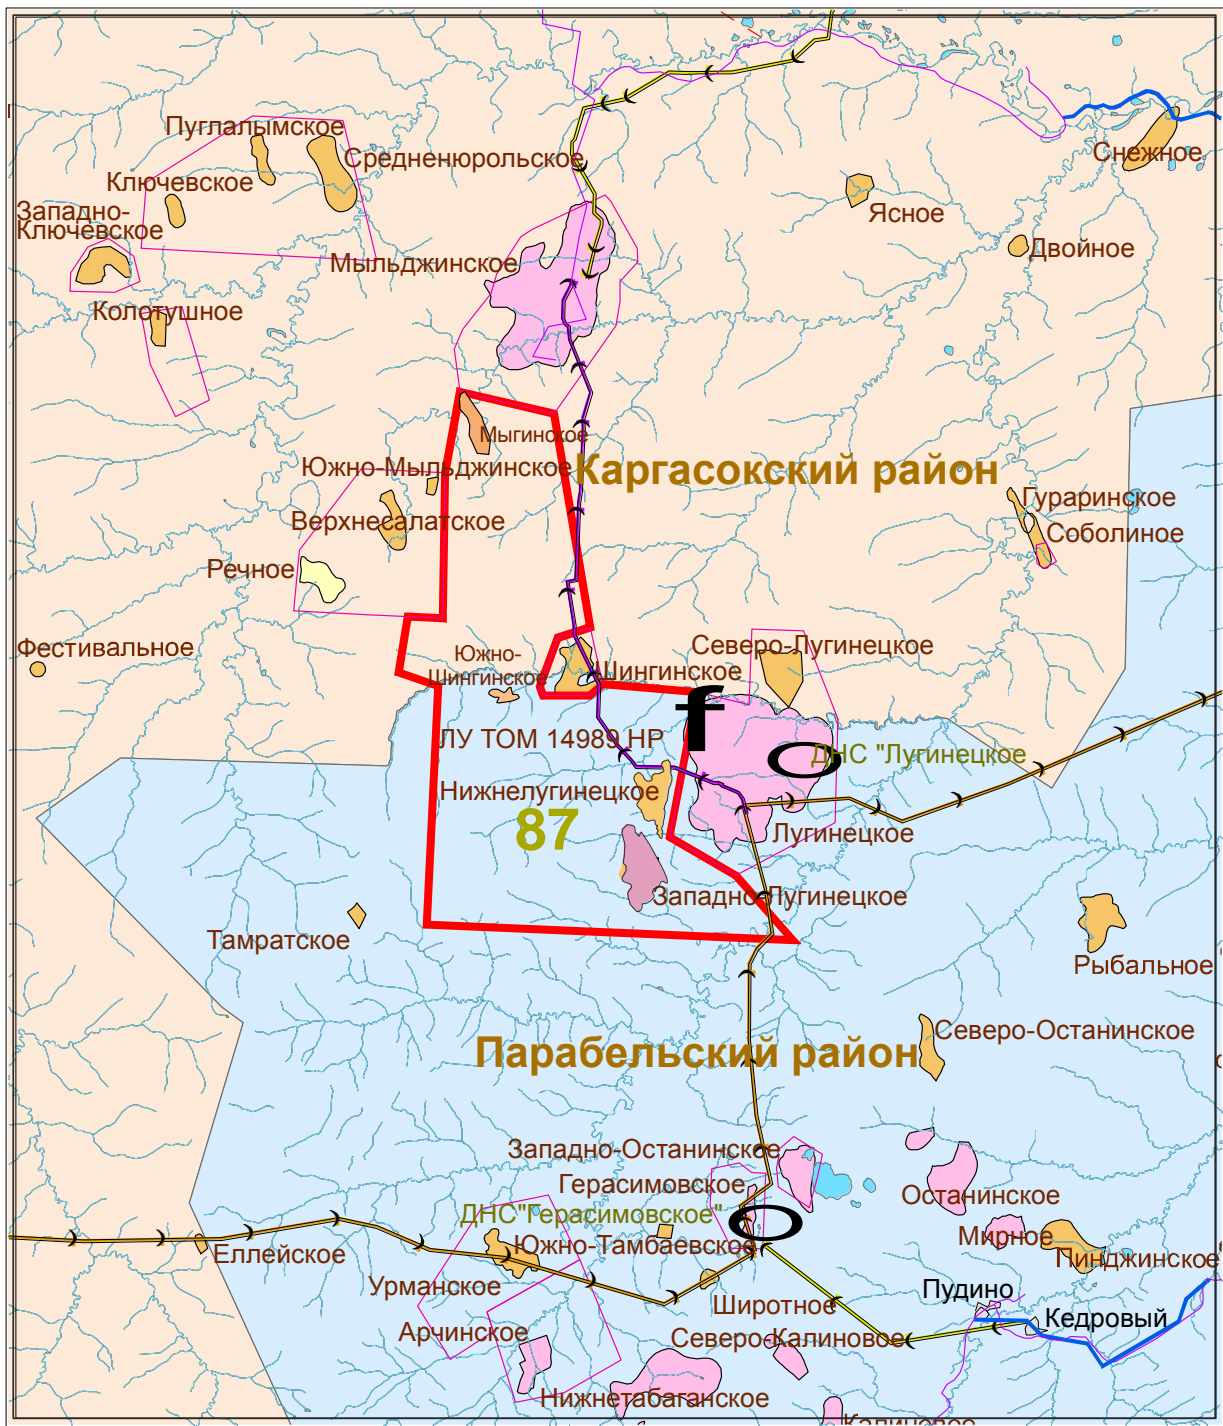 Пуглалымское
Средненюрольское
Снежное
Ключевское
Ясное
Западно-
Ключевское
Двойное
Мыльджинское
Колотушное
Мыгинское
Южно-Мыльджинское
Каргасокский район
Гураринское
Верхнесалатское
Соболиное
Речное
Фестивальное
Южно-
Шингинское
Шингинское
Северо-Лугинецкое
f
ЛУ ТОМ 14989 НР
ДНС "Лугинецкое
Нижнелугинецкое
87
Лугинецкое
Западно-Лугинецкое
Тамратское
Рыбальное
Северо-Останинское
Парабельский район
Западно-Останинское
Герасимовское
Останинское
ДНС"Герасимовское"
Южно-Тамбаевское
Мирное
Еллейское
Пинджинское
Урманское
Пудино
Широтное
Кедровый
Арчинское
Северо-Калиновое
Нижнетабаганское
Калиновое